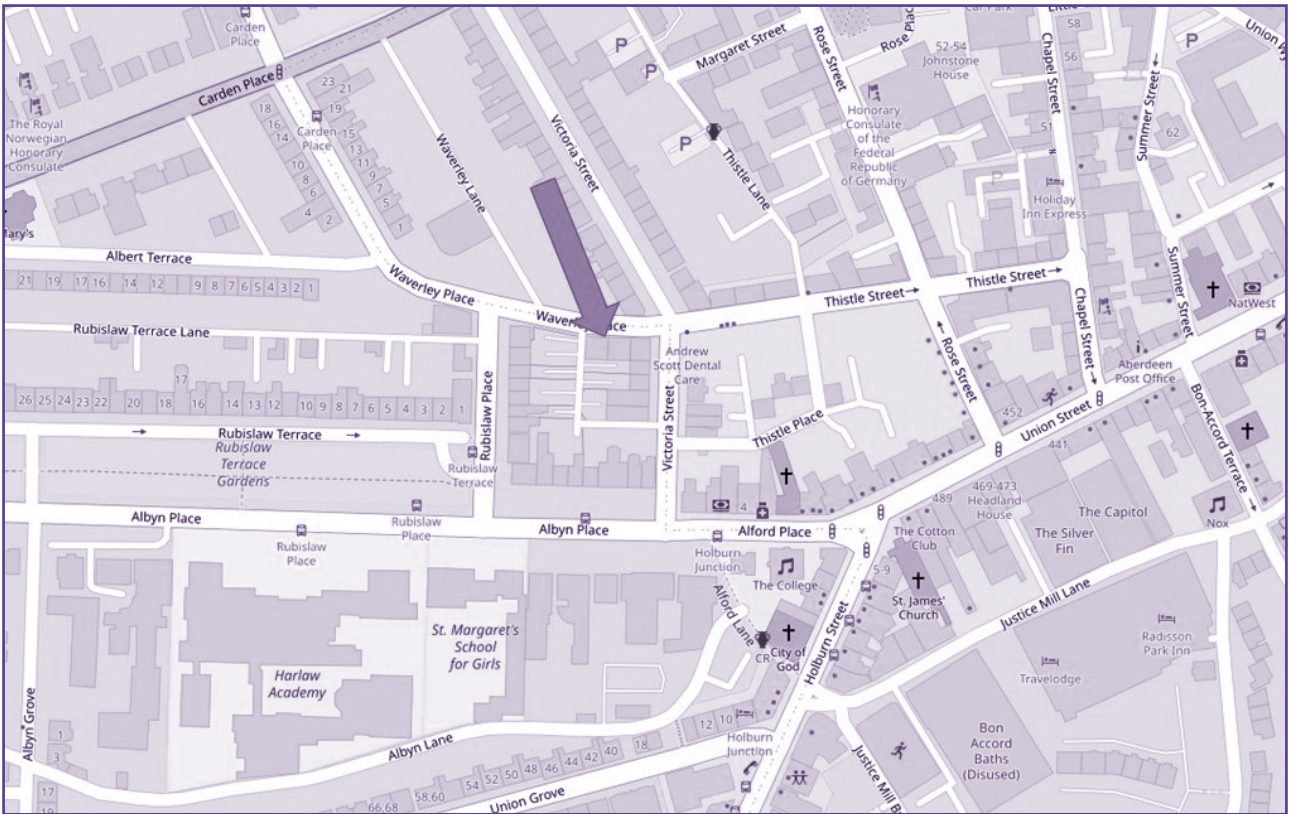 Carden
Place
Margaret Street
Rose Street
Rose Plac
Car Park
Little
58
56
Chapel Street
Summer Street
Union W
P
P
P
P
P
52-54
Johnstone
House
Carden Place
The Royal
Norwegian
Honorary
Consulate
18
16
14
10
8
6
4
2
23
21
19
15
13
11
9
7
5
1
Carden
Place
Waverley Lane
Victoria Street
Thistle Lane
Honorary
Consulate
of the
Federal
Republic
of Germany
51
62
Holiday
Inn Express
Mary's
Albert Terrace
21 19 17 16 14 12 9 8 7 6 5 4 3 2 1
Waverley Place
Waverley Place
Thistle Street
Thistle Street
Summer Street
NatWest
Rubislaw Terrace Lane
Andrew
Scott Dental
Care
Rose Street
Chapel Street
i
Aberdeen
Post Office
17
26 25 24 23 22 20 18 16 14 13 12 10 9 8 7 6 5 4 3 2 1
Rubislaw Place
Victoria Street
Thistle Place
452
Union Street
441
Bon-Accord Terrace
Rubislaw Terrace
Rubislaw
Terrace
Gardens
Rubislaw
Terrace
469-473
Headland
House
489
The Capitol
The Silver
Fin
Nox
4
Albyn Place
Rubislaw
Place
Albyn Place
Alford Place
Rubislaw
Place
Holburn
Junction
The Cotton
Club
The College
5-9
St. James'
Church
Justice Mill Lane
Alford Lane
CR
City of
God
Holburn Street
Radisson
Park Inn
Travelodge
St. Margaret's
School
for Girls
Harlaw
Academy
Albyn Grove
1
3
17
19
Albyn Lane
12 10
Holburn
Junction
Bon
Accord
Baths
(Disused)
Justice Mill B
66,68 58,60 54 52 50 48 46 44 42 40 18
Union Grove